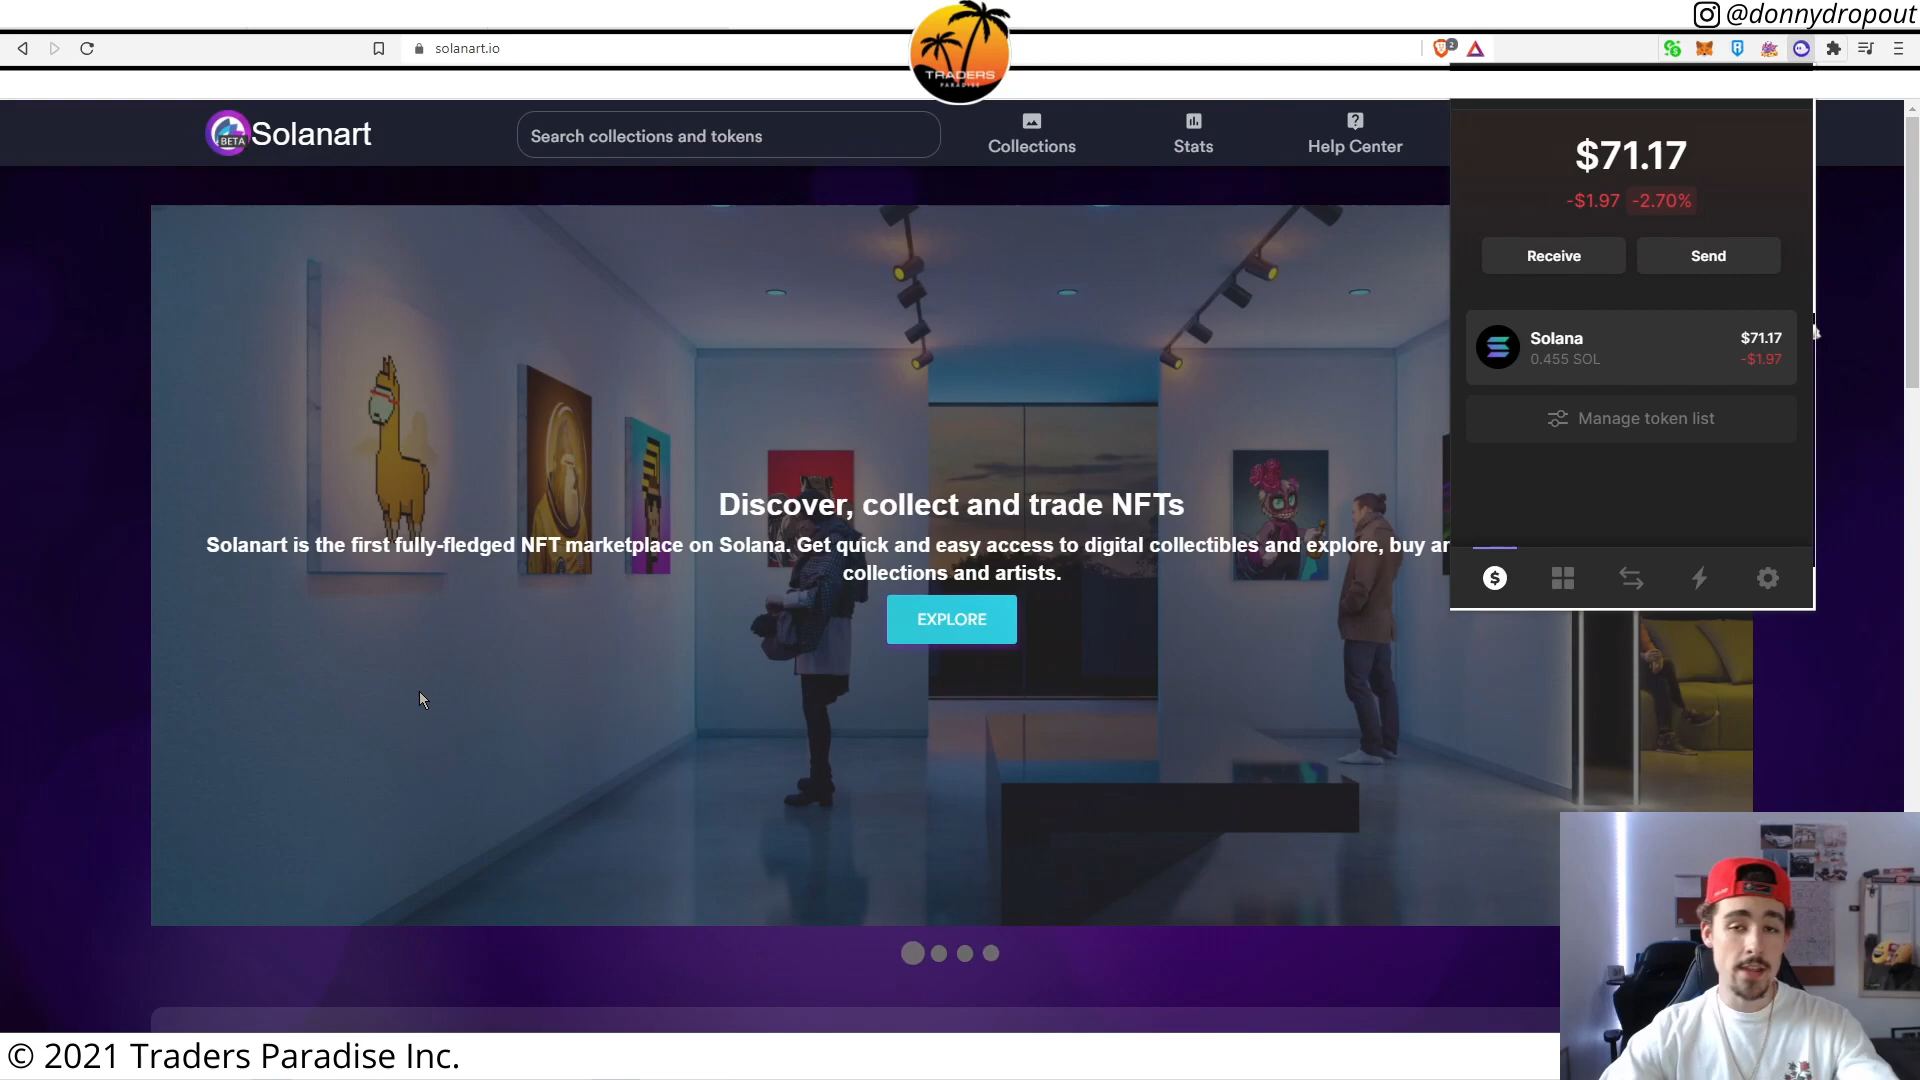 @donnydropout
solanart.io
2
TRADERS
PARADISE
BETA
Solanart
Search collections and tokens
Collections
Stats
Help Center
$71.17
-$1.97 -2.70%
Receive
Send
Solana
$71.17
0.455 SOL
-$1.97
Manage token list
Discover, collect and trade NFTs
Solanart is the first fully-fledged NFT marketplace on Solana. Get quick and easy access to digital collectibles and explore, buy
collections and artists.
EXPLORE
© 2021 Traders Paradise Inc.